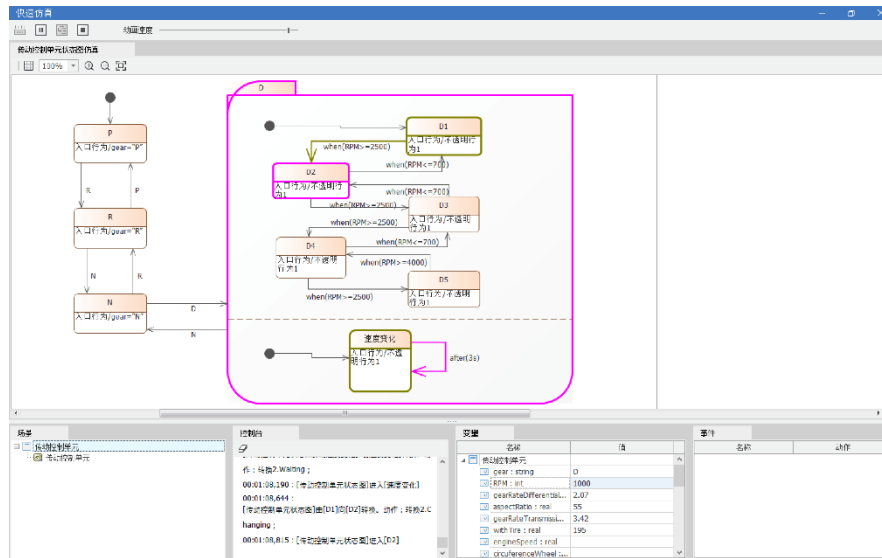 快速仿真
动画速度
传动控制单元状态图仿真
100%
D
P
入口行为/gear="P"
R
P
R
入口行为/gear="R"
N
R
N
入口行为/gear="N"
D
N
D1
入口行为/不透明行
为1
when(RPM>=2500)
when(RPM<=700)
D2
入口行为/不透明行
为1
when(RPM<=700)
when(RPM>=2500)
D3
入口行为/不透明行
为1
when(RPM>=2500)
D4
入口行为/不透明
行为1
when(RPM<=700)
when(RPM>=4000)
D5
入口行为/不透明
行为1
when(RPM>=2500)
速度变化
入口行为/不透
明行为1
after(3s)
场景
传动控制单元
传动控制单元
控制台
作：转换2.Waiting；
00:01:08,190：[传动控制单元状态图]进入[速度变化]
00:01:08,644：
[传动控制单元状态图]由[D1]向[D2]转换。动作：转换2.C
hanging；
00:01:08,815：[传动控制单元状态图]进入[D2]
变量
名称 值
传动控制单元
gear : string D
RPM : int 1000
gearRateDifferential... 2.07
aspectRatio : real 55
gearRateTransmissi... 3.42
withTire : real 195
engineSpeed : real
circuferenceWheel :...
事件
名称 动作